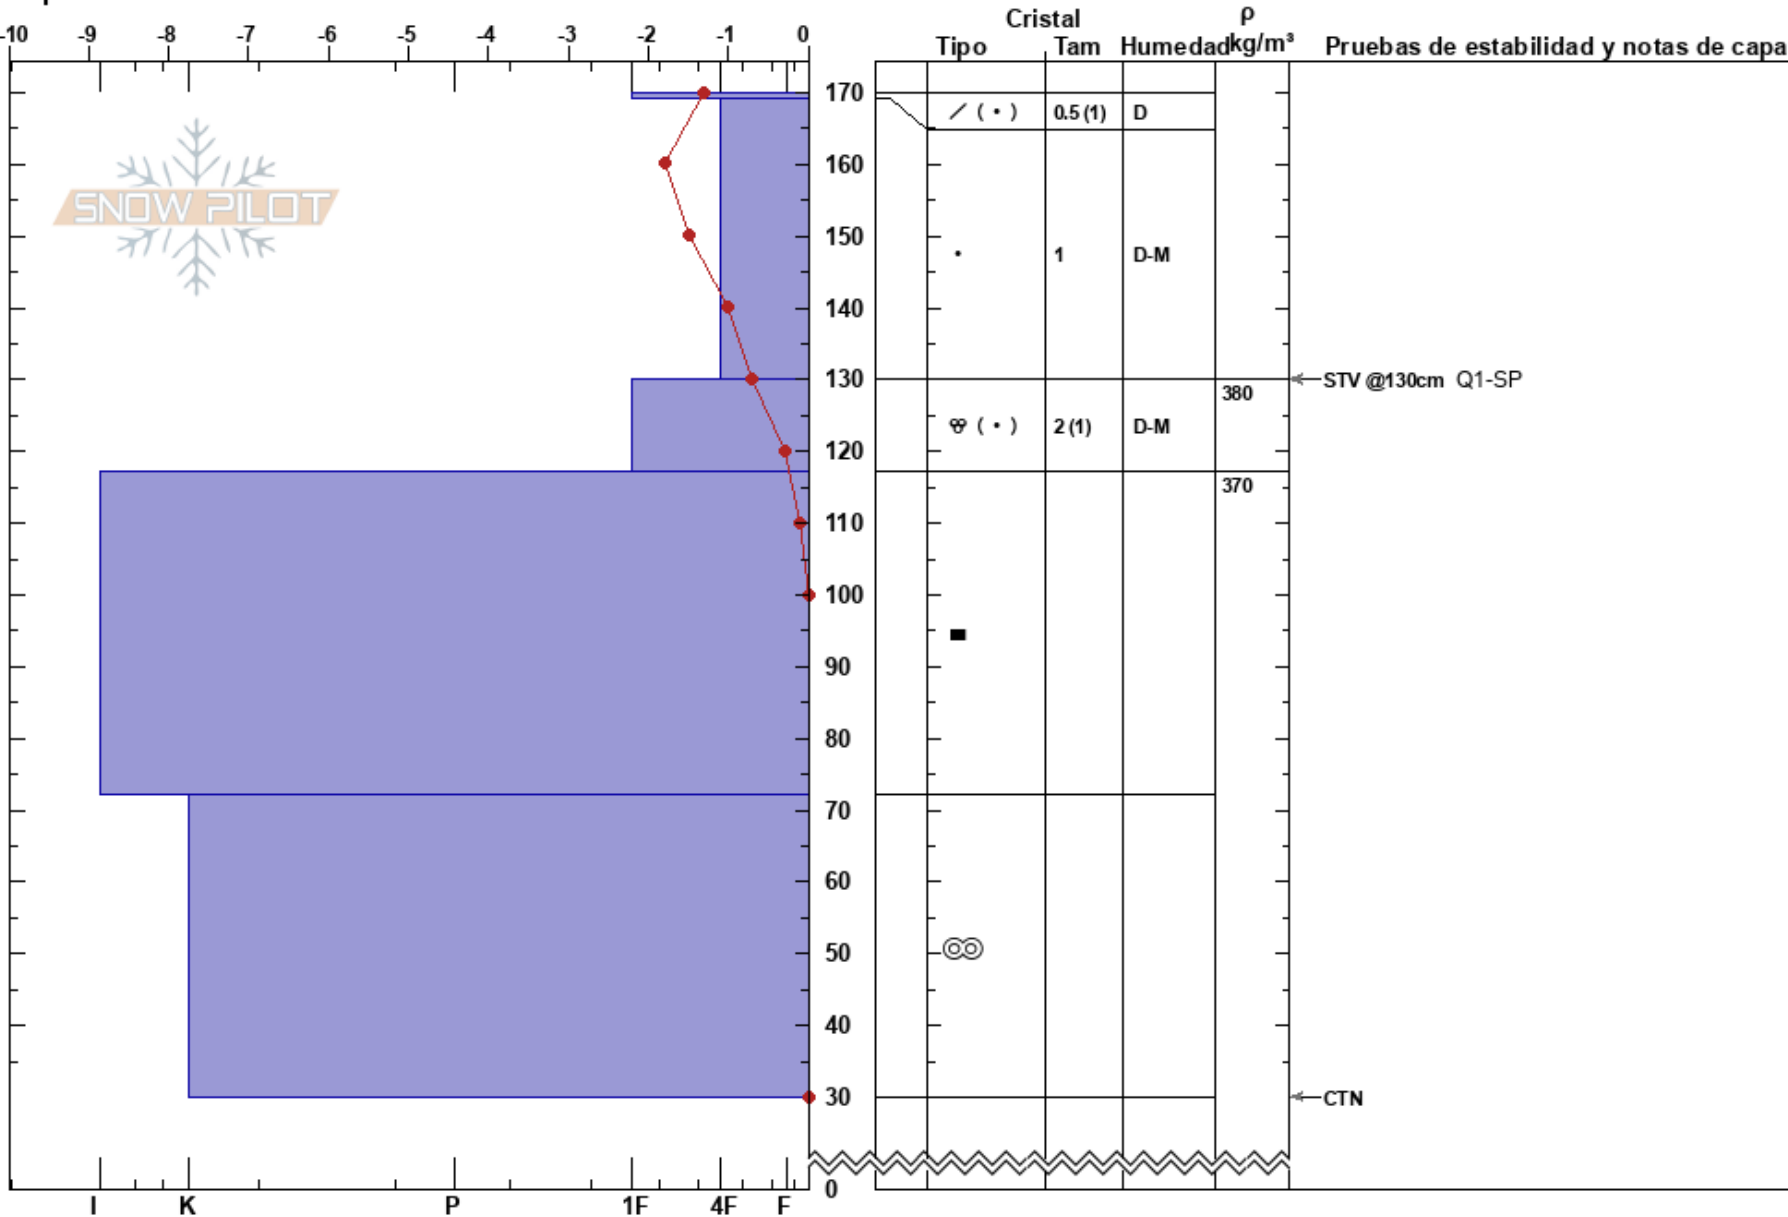 Cristal ρ
-10 -9 -8 -7 -6 -5 -4 -3 -2 -1 0 Tipo Tam Humedad kg/m³ Pruebas de estabilidad y notas de capa
170
( • ) 0.5 (1) D
160
SNOW PILOT
150
• 1 D-M
140
130 STV @130cm Q1-SP
380
( • ) 2 (1) D-M
120
370
110
100
90
80
70
60
50
40
30 CTN
0
I K P 1F 4F F